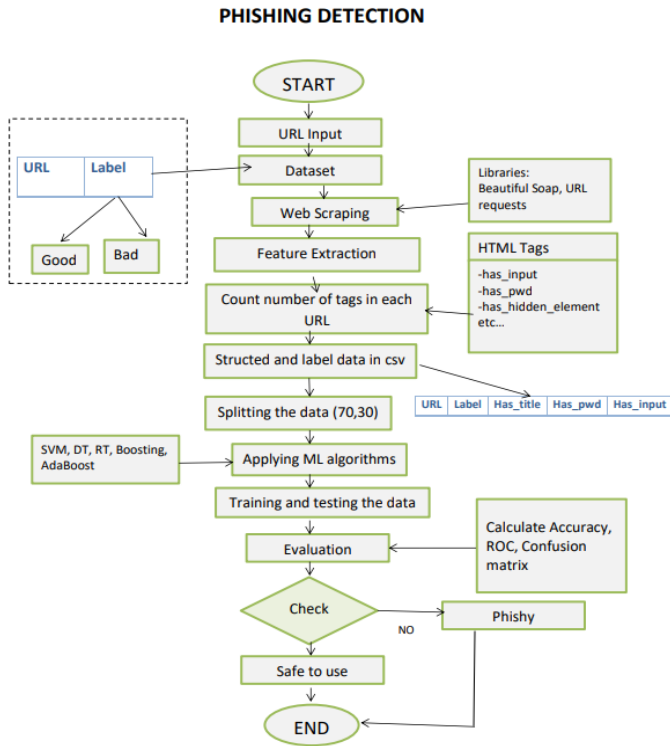 PHISHING DETECTION
START
URL Input
URL Label
Dataset
Good
Bad
Web Scraping
Libraries:
Beautiful Soap, URL
requests
Feature Extraction
HTML Tags
-has_input
-has_pwd
-has_hidden_element
etc...
Count number of tags in each
URL
Structed and label data in csv
URL Label Has_title Has_pwd Has_input
Splitting the data (70,30)
SVM, DT, RT, Boosting,
AdaBoost
Applying ML algorithms
Training and testing the data
Evaluation
Calculate Accuracy,
ROC, Confusion
matrix
Check
NO
Phishy
Safe to use
END